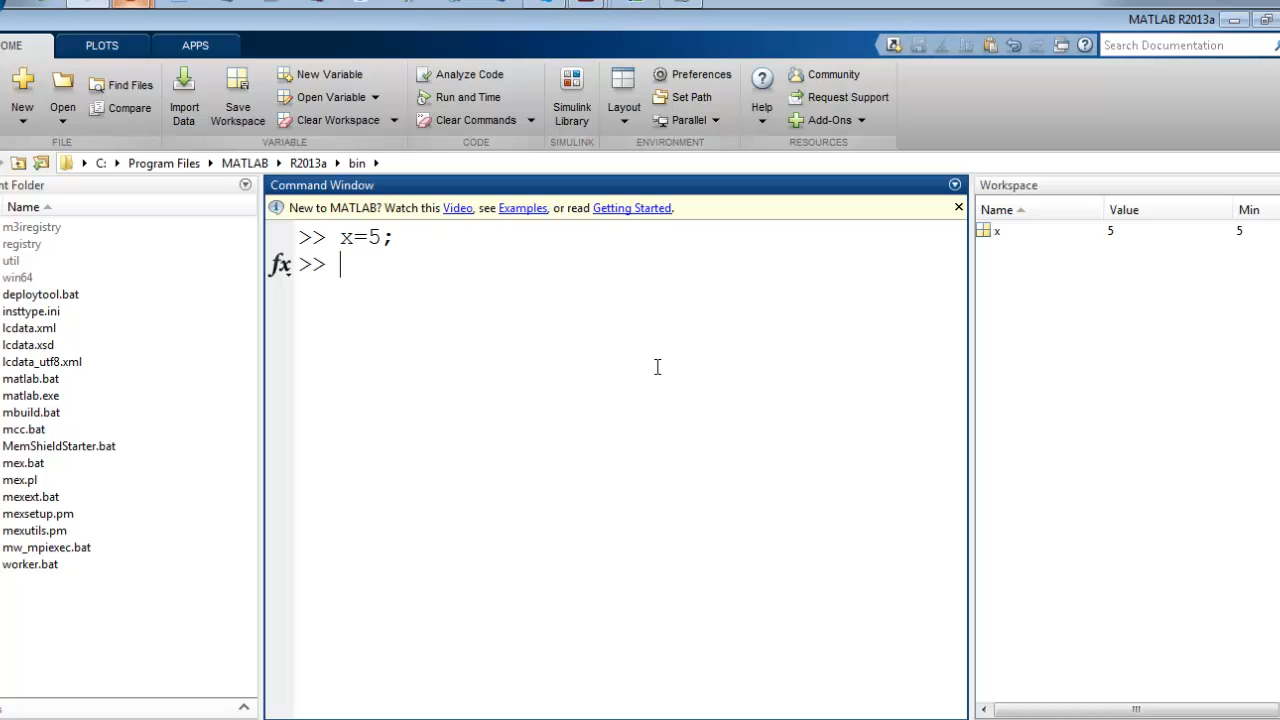 MATLAB R2013a
OME PLOTS APPS
Search Documentation
New
Open
Find Files
Compare
FILE
Import Data
Save Workspace
New Variable
Open Variable
Clear Workspace
VARIABLE
Analyze Code
Run and Time
Clear Commands
CODE
Simulink Library
SIMULINK
Layout
Preferences
Set Path
Parallel
ENVIRONMENT
Help
Community
Request Support
Add-Ons
RESOURCES
C: Program Files MATLAB R2013a bin
nt Folder
Name
m3iregistry
registry
util
win64
deploytool.bat
insttype.ini
lcdata.xml
lcdata.xsd
lcdata_utf8.xml
matlab.bat
matlab.exe
mbuild.bat
mcc.bat
MemShieldStarter.bat
mex.bat
mex.pl
mexext.bat
mexsetup.pm
mexutils.pm
mw_mpiexec.bat
worker.bat
Command Window
New to MATLAB? Watch this Video, see Examples, or read Getting Started.
>> x=5;
fx >>
Workspace
Name Value Min
x 5 5